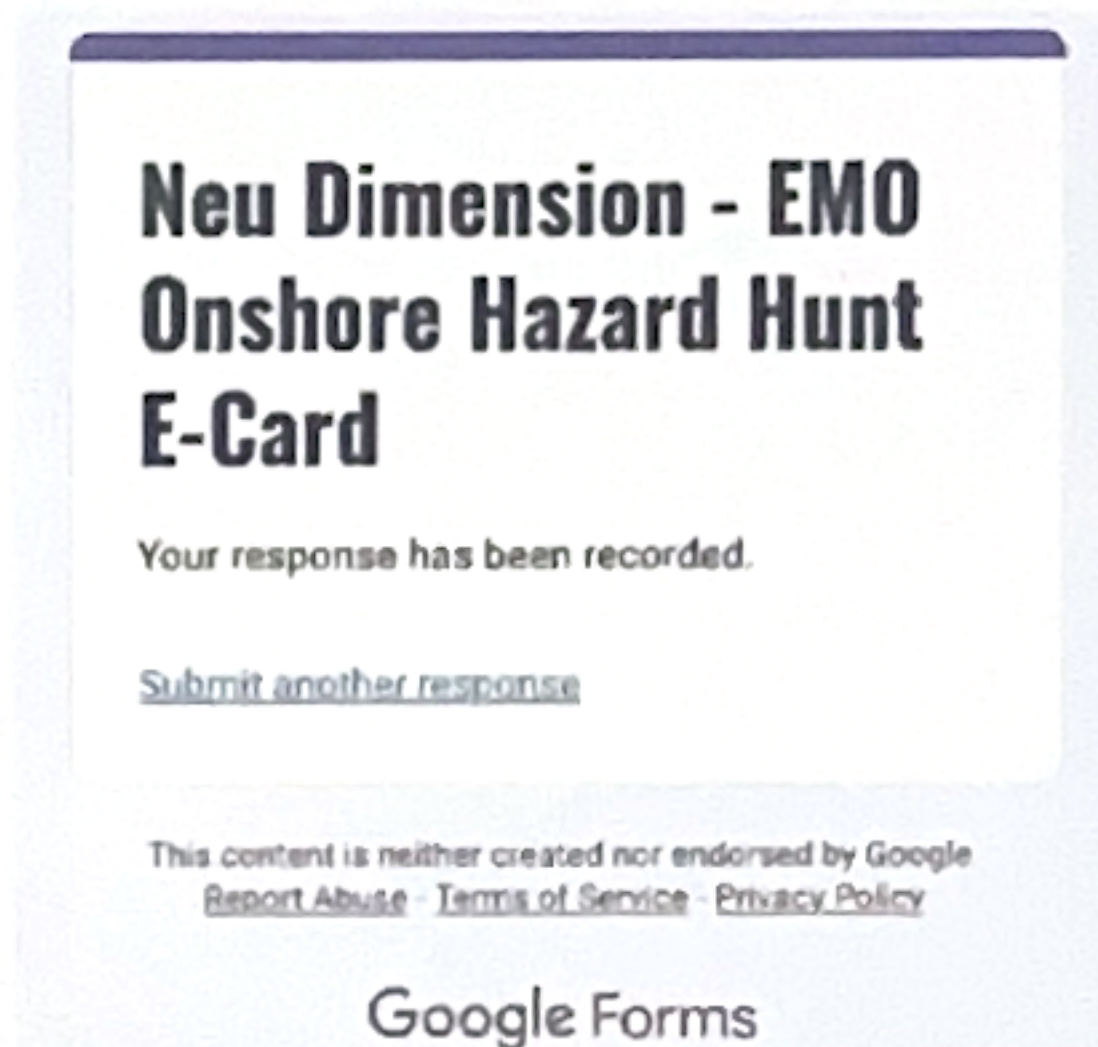 Neu Dimension - EMO
Onshore Hazard Hunt
E-Card
Your response has been recorded.
Submit another response
This content is neither created nor endorsed by Google
Report Abuse - Terms of Service - Privacy Policy
Google Forms